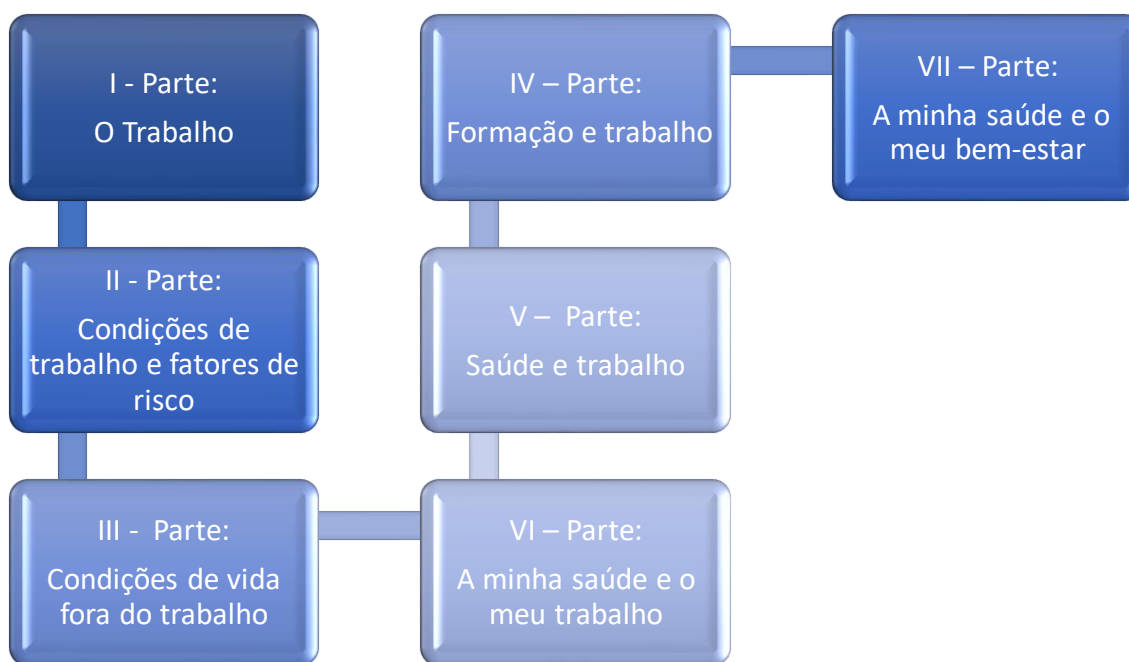 I - Parte:
O Trabalho
II - Parte:
Condições de
trabalho e fatores de
risco
III - Parte:
Condições de vida
fora do trabalho
IV – Parte:
Formação e trabalho
V – Parte:
Saúde e trabalho
VI – Parte:
A minha saúde e o
meu trabalho
VII – Parte:
A minha saúde e o
meu bem-estar